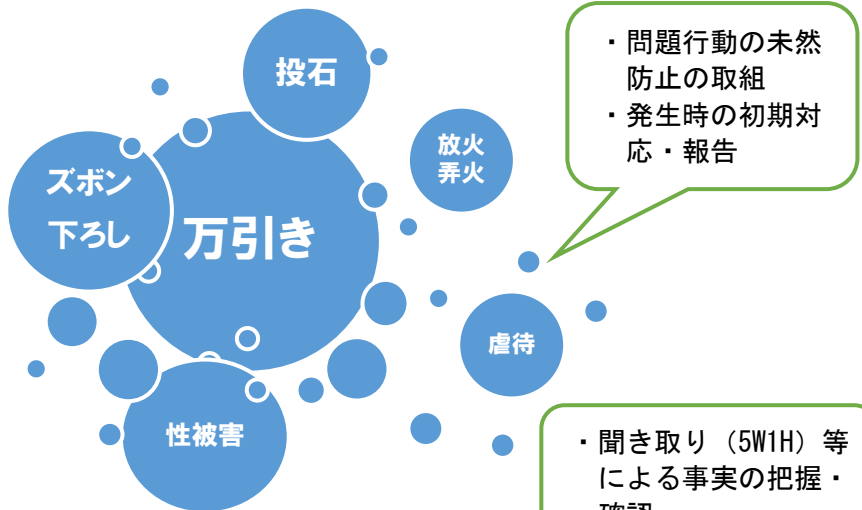 投石
放火
弄火
ズボン
下ろし
万引き
虐待
性被害
・問題行動の未然
防止の取組
・発生時の初期対
応・報告
・聞き取り（5W1H）等
による事実の把握・
確認